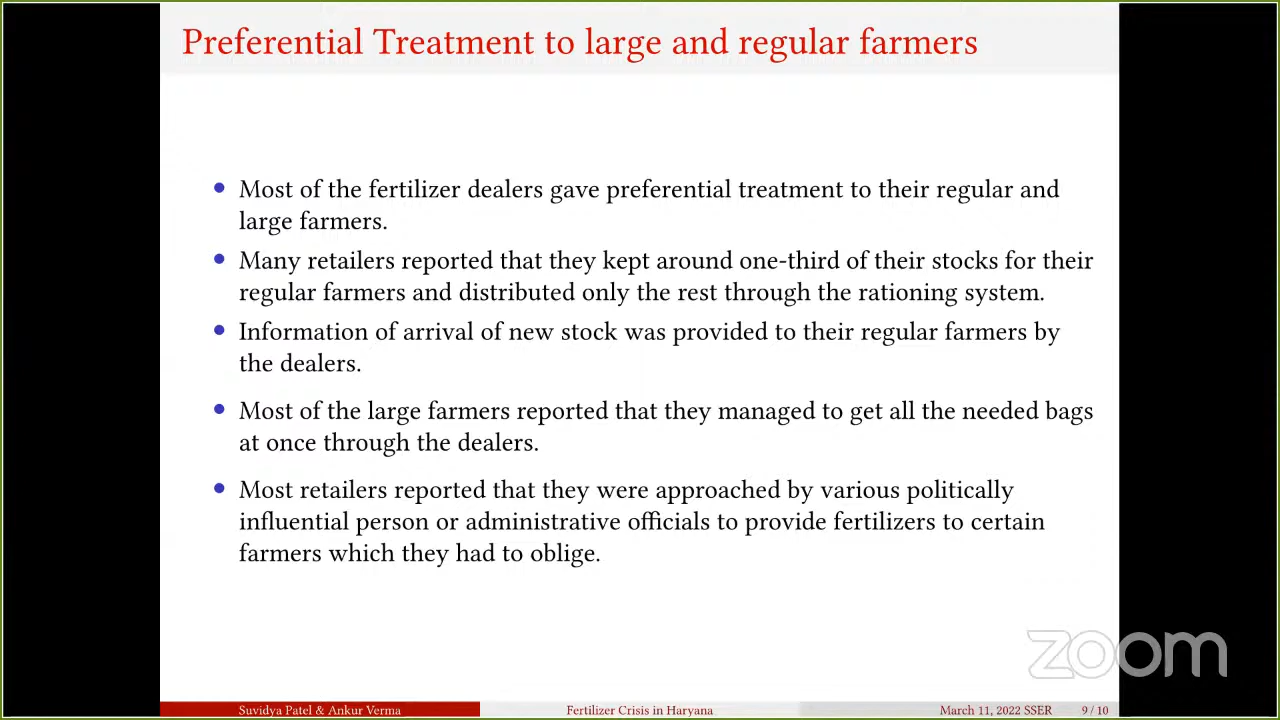 Preferential Treatment to large and regular farmers
Most of the fertilizer dealers gave preferential treatment to their regular and
large farmers.
Many retailers reported that they kept around one-third of their stocks for their
regular farmers and distributed only the rest through the rationing system.
Information of arrival of new stock was provided to their regular farmers by
the dealers.
Most of the large farmers reported that they managed to get all the needed bags
at once through the dealers.
Most retailers reported that they were approached by various politically
influential person or administrative officials to provide fertilizers to certain
farmers which they had to oblige.
zoom
Suvidya Patel & Ankur Verma Fertilizer Crisis in Haryana March 11, 2022 SSER 9 / 10